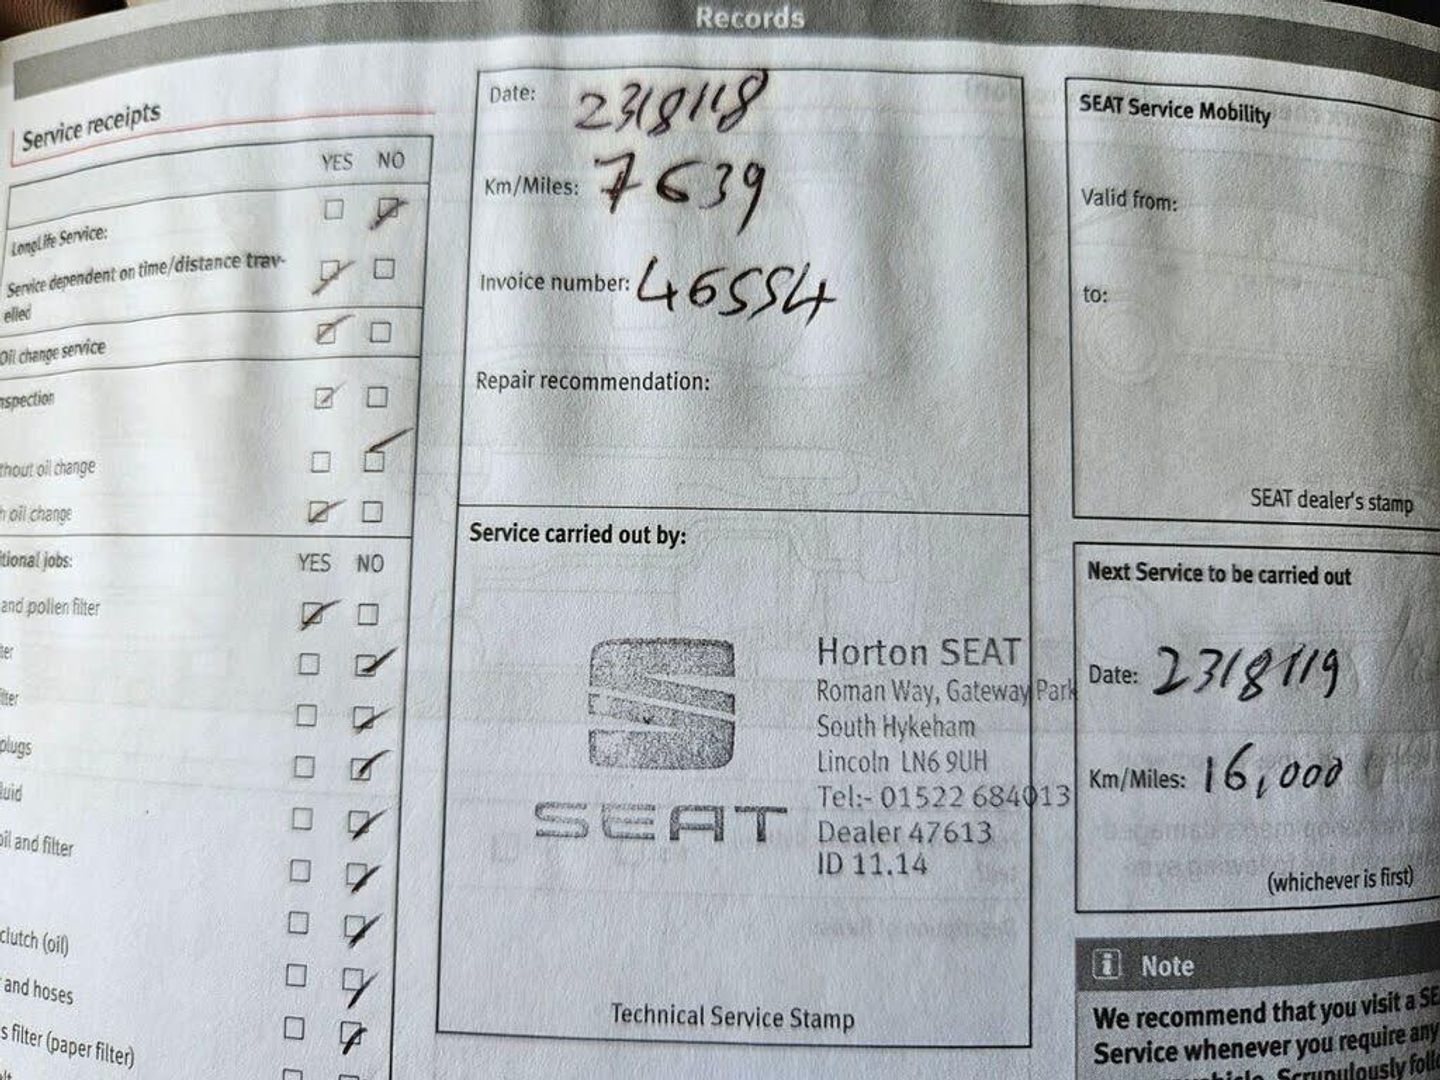 Records
Service receipts
YES NO
LongLife Service:
Service dependent on time/distance trav-
elled
Oil change service
nspection
thout oil change
h oil change
tional jobs:
YES NO
and pollen filter
ter
ilter
plugs
luid
oil and filter
clutch (oil)
and hoses
s filter (paper filter)
Date: 23/8/18
Km/Miles: 7639
Invoice number: 46554
Repair recommendation:
Service carried out by:
SEAT
Horton SEAT
Roman Way, Gateway Park
South Hykeham
Lincoln LN6 9UH
Tel:- 01522 684013
Dealer 47613
ID 11.14
Technical Service Stamp
SEAT Service Mobility
Valid from:
to:
SEAT dealer's stamp
Next Service to be carried out
Date: 23/8/19
Km/Miles: 16,000
(whichever is first)
i Note
We recommend that you visit a SE
Service whenever you require any
Scrupulously foll